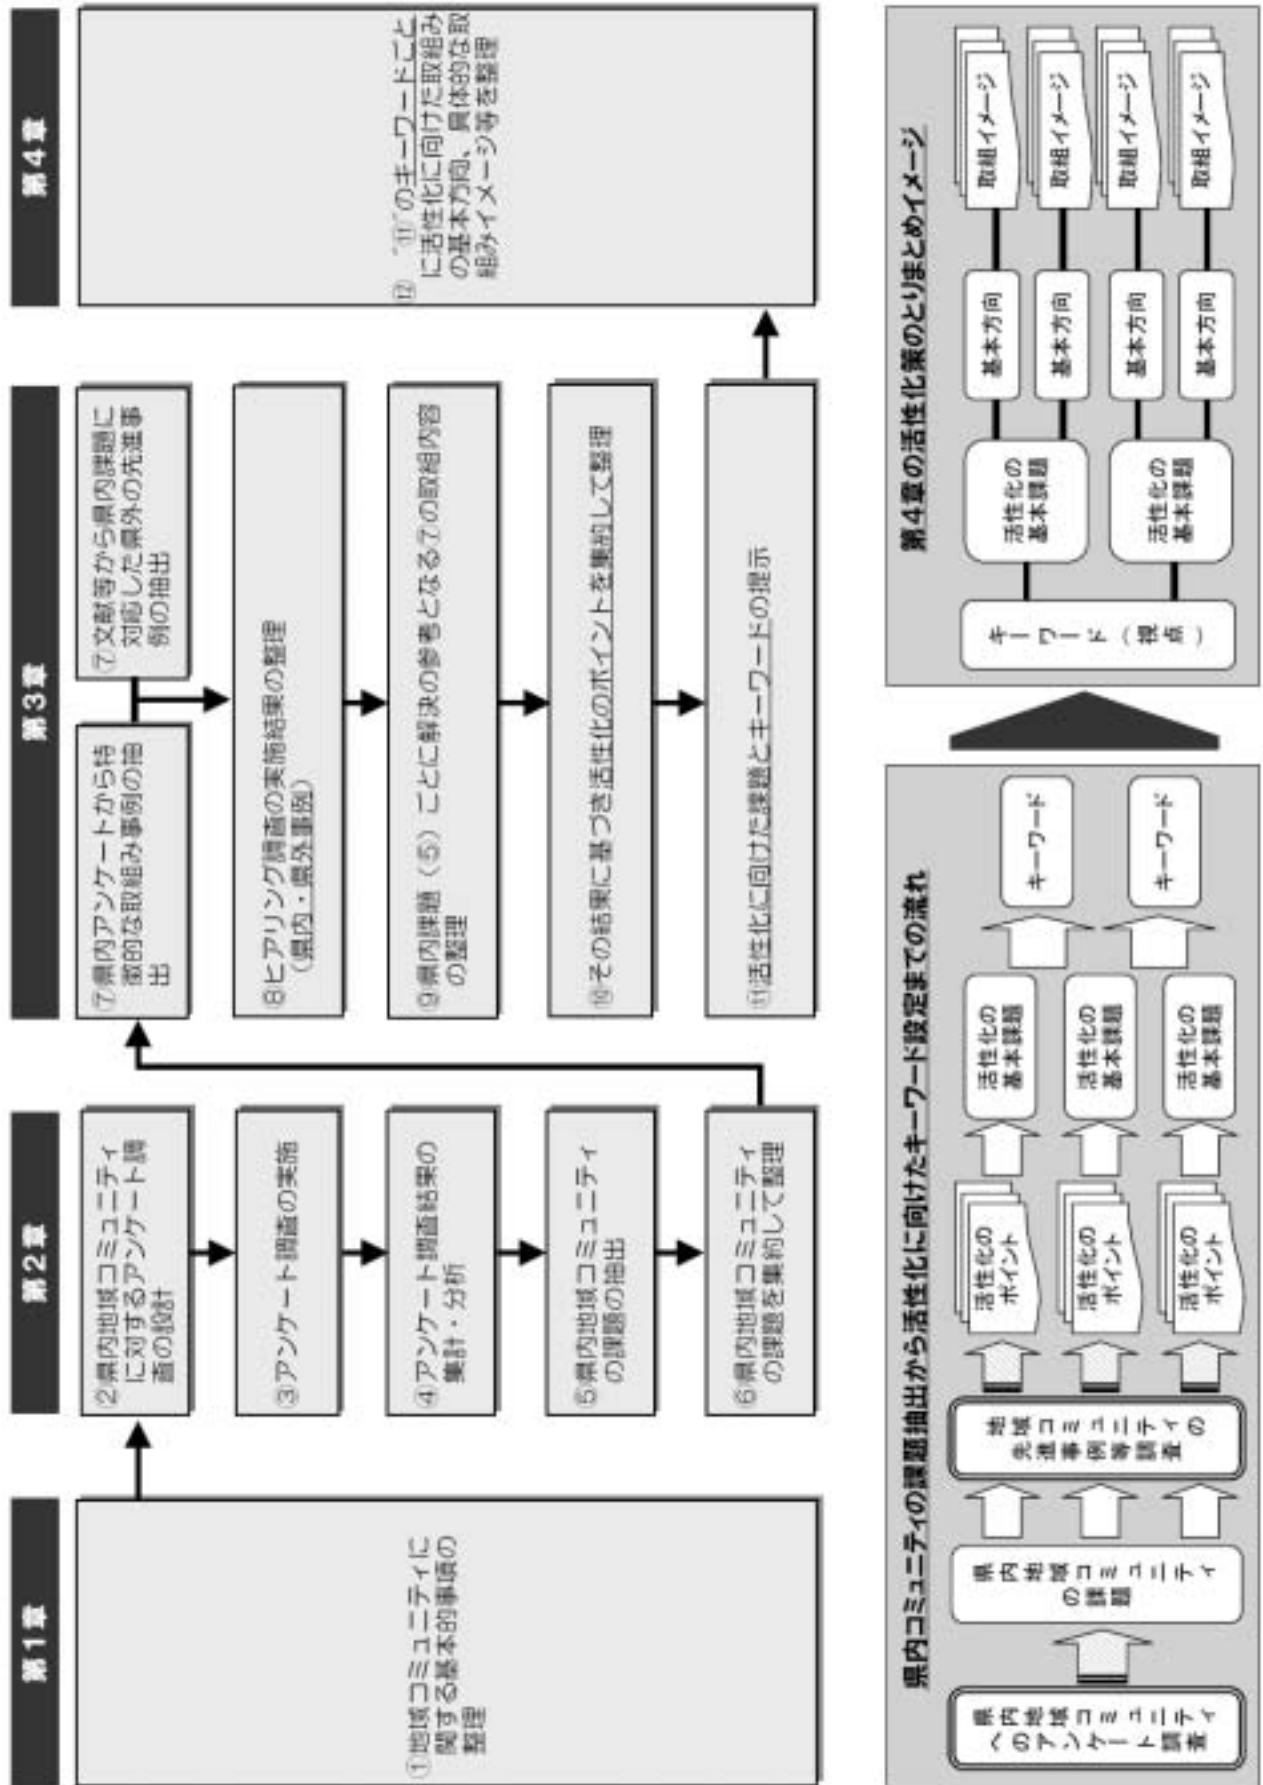 第1章
①地域コミュニティに
関する基本的事項の
整理
第2章
②県内地域コミュニティ
に対するアンケート調
査の設計
③アンケート調査の実施
④アンケート調査結果の
集計・分析
⑤県内地域コミュニティ
の課題の抽出
⑥県内地域コミュニティ
の課題を集約して整理
第3章
⑦県内アンケートから特
徴的な取組み事例の抽
出
⑦文献等から県内課題に
対応した県外の先進事
例の抽出
⑧ヒアリング調査の実施結果の整理
（県内・県外事例）
⑨県内課題（⑤）ごとに解決の参考となる⑦の取組内容
の整理
⑩その結果に基づき活性化のポイントを集約して整理
⑪活性化に向けた課題とキーワードの提示
第4章
⑫“⑪”のキーワードごと
に活性化に向けた取組み
の基本方向、具体的な取
組みイメージ等を整理
県内コミュニティの課題抽出から活性化に向けたキーワード設定までの流れ
県内地域コミュニティ
へのアンケート調査
県内地域コミュニティ
の課題
地域コミュニティの
先進事例等調査
活性化の
ポイント
活性化の
ポイント
活性化の
ポイント
活性化の
基本課題
活性化の
基本課題
活性化の
基本課題
キーワード
キーワード
第4章の活性化策のとりまとめイメージ
キーワード（視点）
活性化の
基本課題
活性化の
基本課題
基本方向
基本方向
基本方向
基本方向
取組イメージ
取組イメージ
取組イメージ
取組イメージ